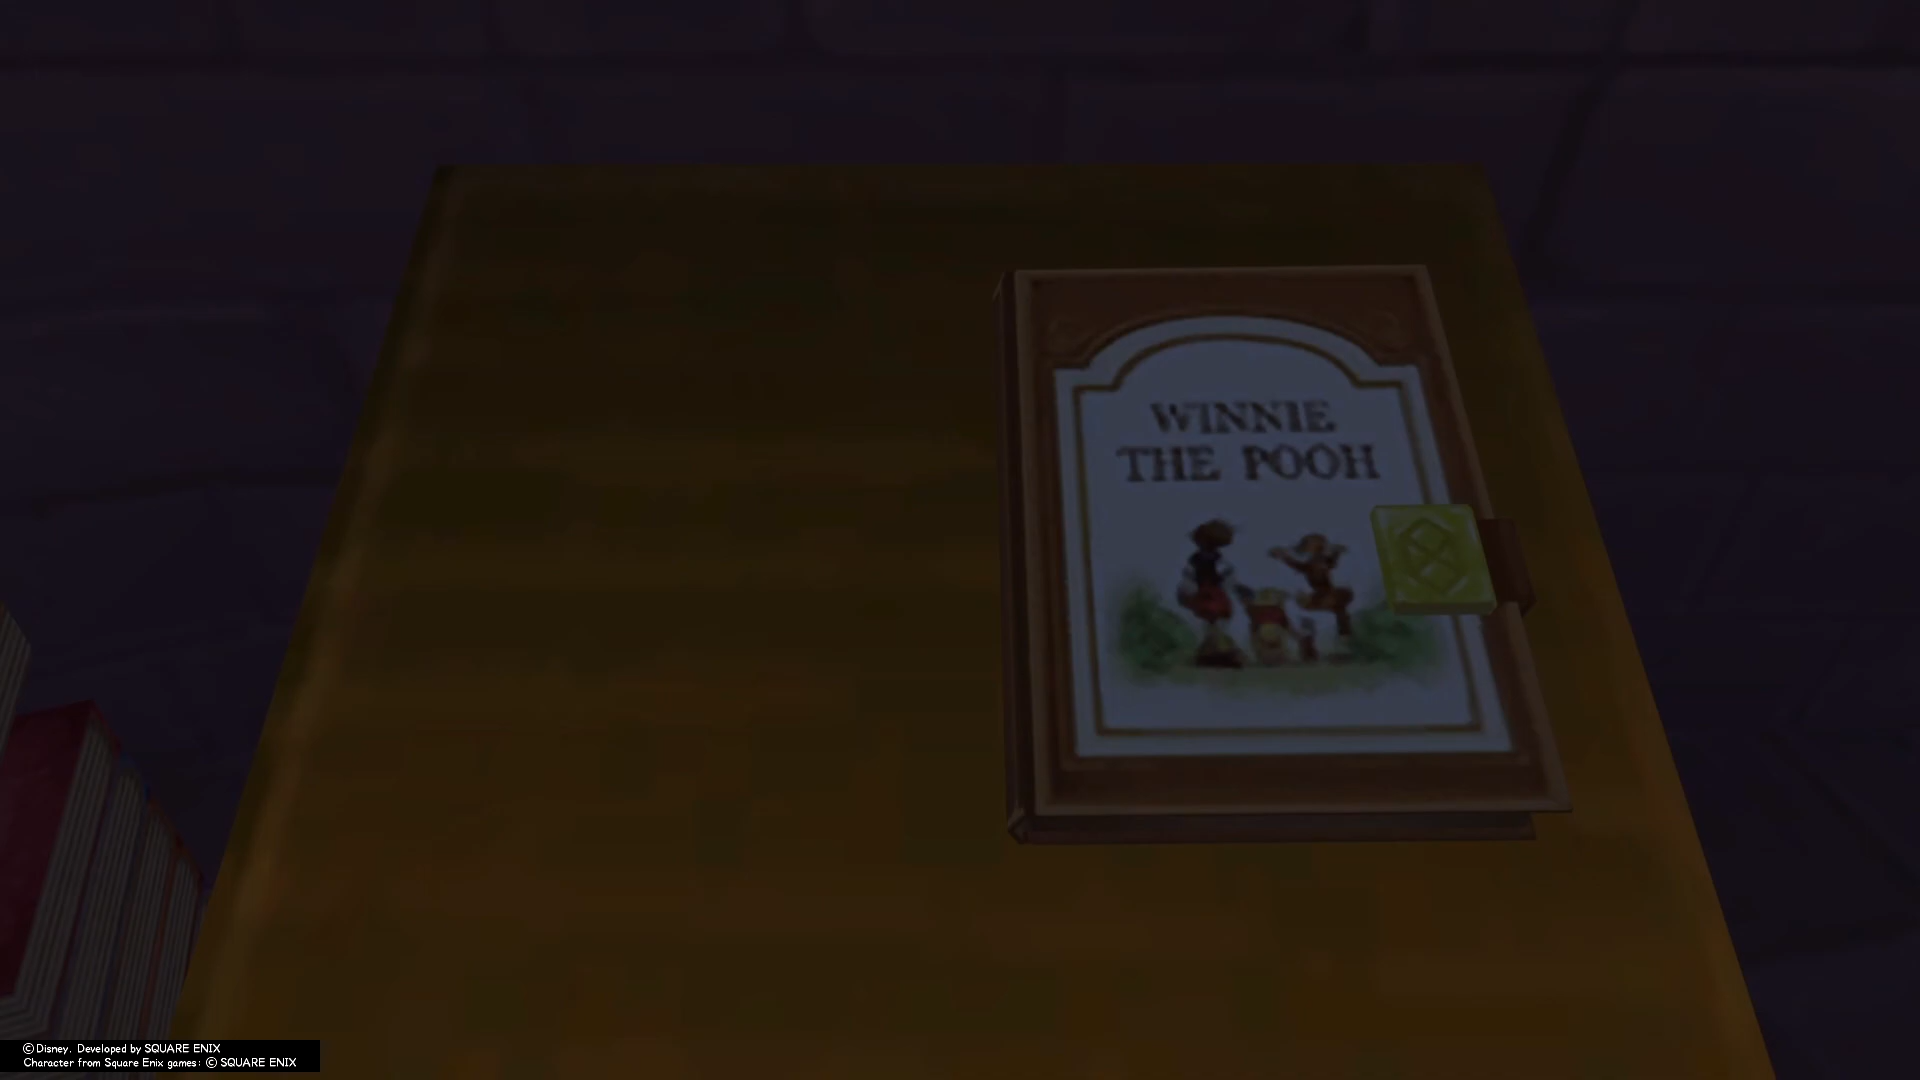 WINNIE
THE POOH
© Disney. Developed by SQUARE ENIX
Character from Square Enix games: © SQUARE ENIX